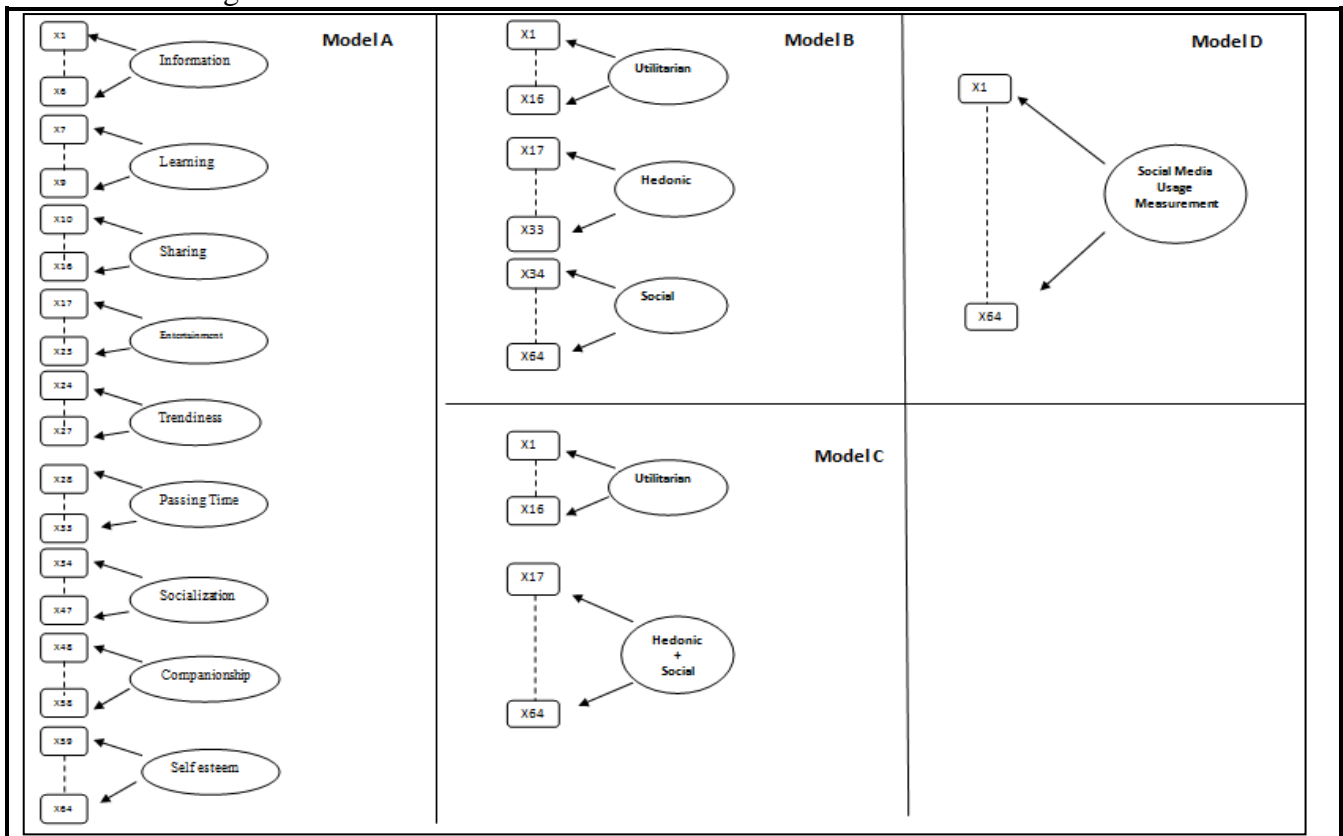 Model A
X1
Information
X6
X7
Learning
X9
X10
Sharing
X16
X17
Entertainment
X23
X24
Trendiness
X27
X28
Passing Time
X33
X34
Socialization
X47
X48
Companionship
X58
X59
Self esteem
X64
Model B
X1
Utilitarian
X16
X17
Hedonic
X33
X34
Social
X64
Model C
X1
Utilitarian
X16
X17
Hedonic
+
Social
X64
Model D
X1
Social Media
Usage
Measurement
X64